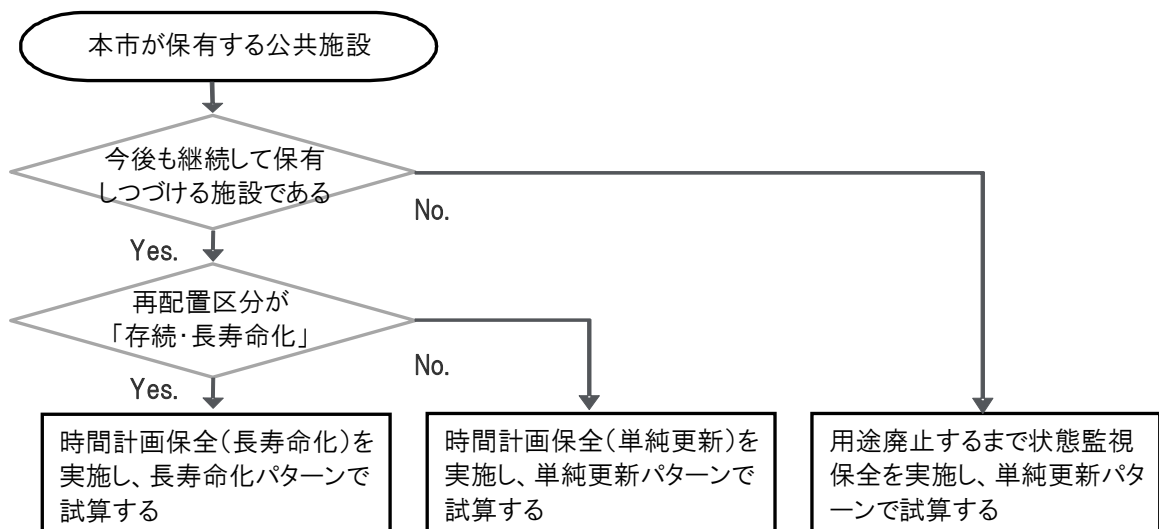 本市が保有する公共施設
今後も継続して保有
しつづける施設である
No.
Yes.
再配置区分が
「存続・長寿命化」
No.
Yes.
時間計画保全(長寿命化)を
実施し、長寿命化パターンで
試算する
時間計画保全(単純更新)を
実施し、単純更新パターンで
試算する
用途廃止するまで状態監視
保全を実施し、単純更新パタ
ーンで試算する